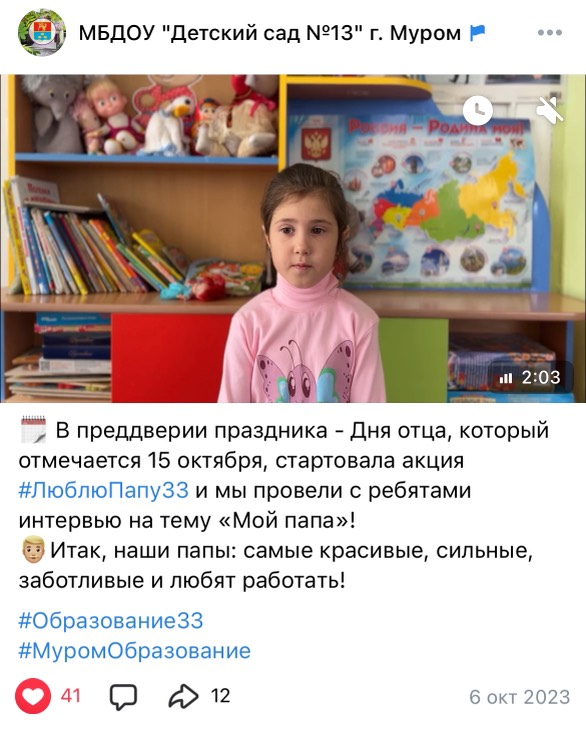 МБДОУ "Детский сад №13" г. Муром
Россия – Родина моя!
2:03
В преддверии праздника - Дня отца, который
отмечается 15 октября, стартовала акция
#ЛюблюПапу33 и мы провели с ребятами
интервью на тему «Мой папа»!
Итак, наши папы: самые красивые, сильные,
заботливые и любят работать!
#Образование33
#МуромОбразование
41
12
6 окт 2023